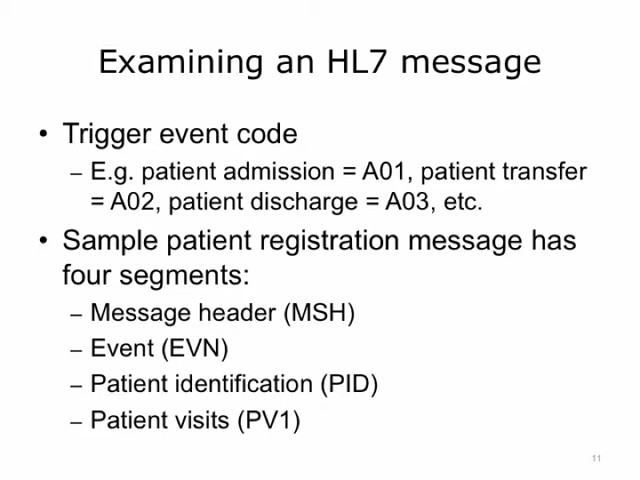 Examining an HL7 message
• Trigger event code
– E.g. patient admission = A01, patient transfer
= A02, patient discharge = A03, etc.
• Sample patient registration message has
four segments:
– Message header (MSH)
– Event (EVN)
– Patient identification (PID)
– Patient visits (PV1)
11